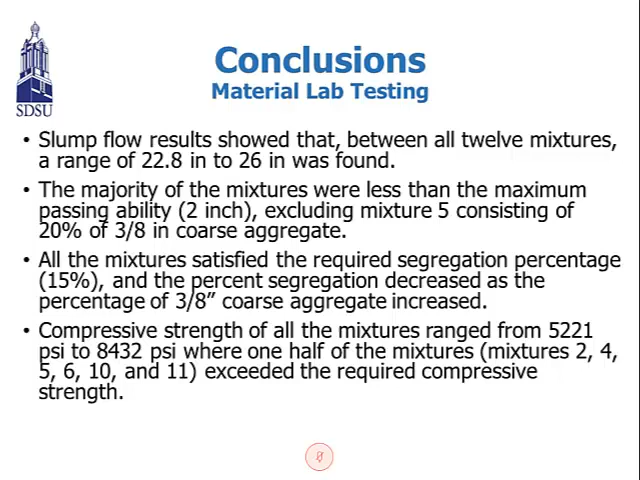 Conclusions
Material Lab Testing
SDSU
• Slump flow results showed that, between all twelve mixtures,
a range of 22.8 in to 26 in was found.
• The majority of the mixtures were less than the maximum
passing ability (2 inch), excluding mixture 5 consisting of
20% of 3/8 in coarse aggregate.
• All the mixtures satisfied the required segregation percentage
(15%), and the percent segregation decreased as the
percentage of 3/8” coarse aggregate increased.
• Compressive strength of all the mixtures ranged from 5221
psi to 8432 psi where one half of the mixtures (mixtures 2, 4,
5, 6, 10, and 11) exceeded the required compressive
strength.